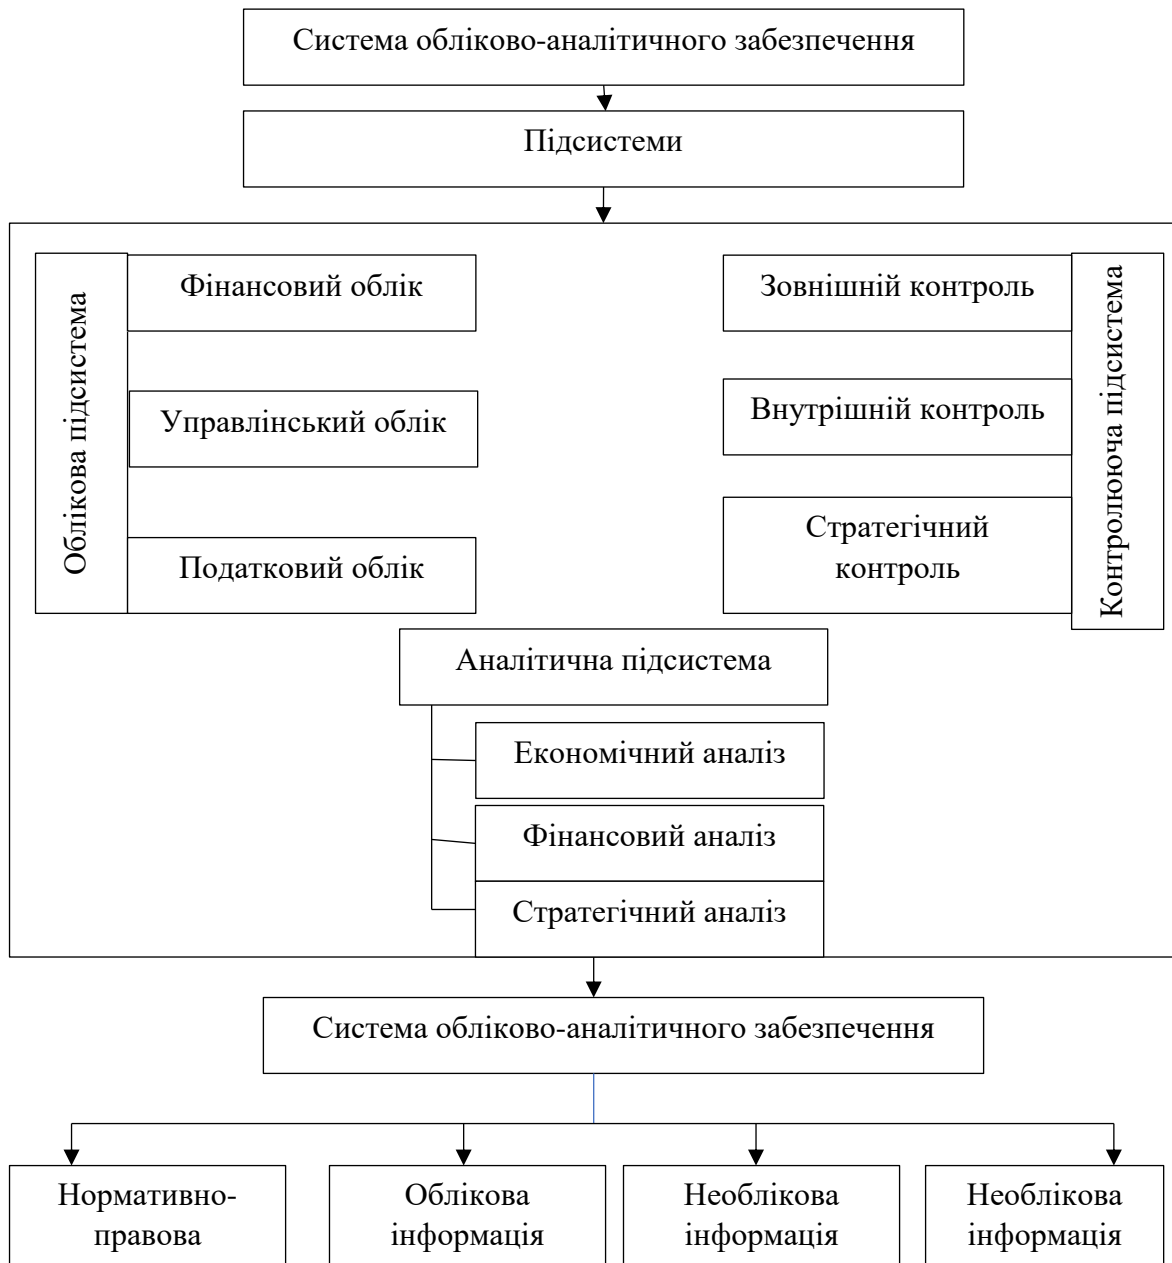 Система обліково-аналітичного забезпечення
Підсистеми
Облікова підсистема
Фінансовий облік
Управлінський облік
Податковий облік
Зовнішній контроль
Внутрішній контроль
Стратегічний
контроль
Контролююча підсистема
Аналітична підсистема
Економічний аналіз
Фінансовий аналіз
Стратегічний аналіз
Система обліково-аналітичного забезпечення
Нормативно-
правова
Облікова
інформація
Необлікова
інформація
Необлікова
інформація